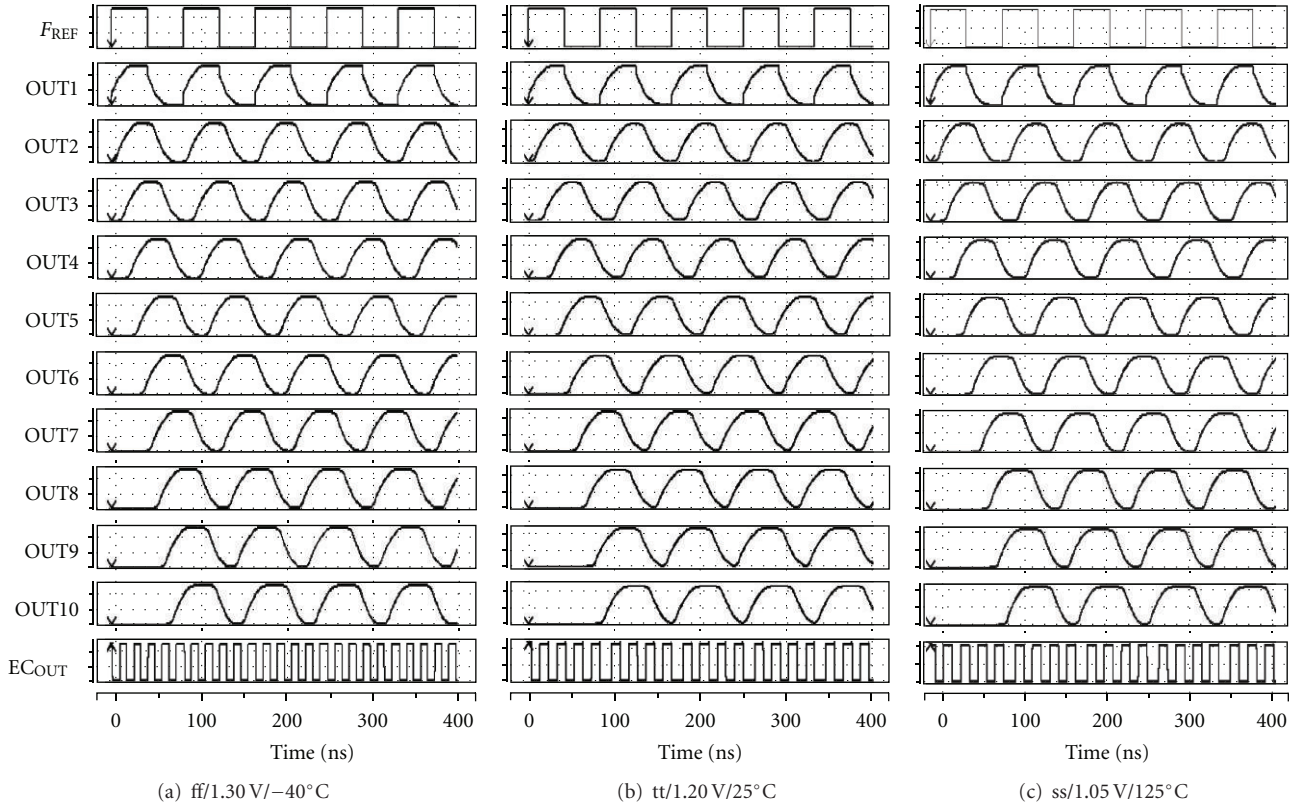 F_REF
OUT1
OUT2
OUT3
OUT4
OUT5
OUT6
OUT7
OUT8
OUT9
OUT10
EC_OUT
0 100 200 300 400
Time (ns)
(a) ff/1.30 V/−40°C
0 100 200 300 400
Time (ns)
(b) tt/1.20 V/25°C
0 100 200 300 400
Time (ns)
(c) ss/1.05 V/125°C